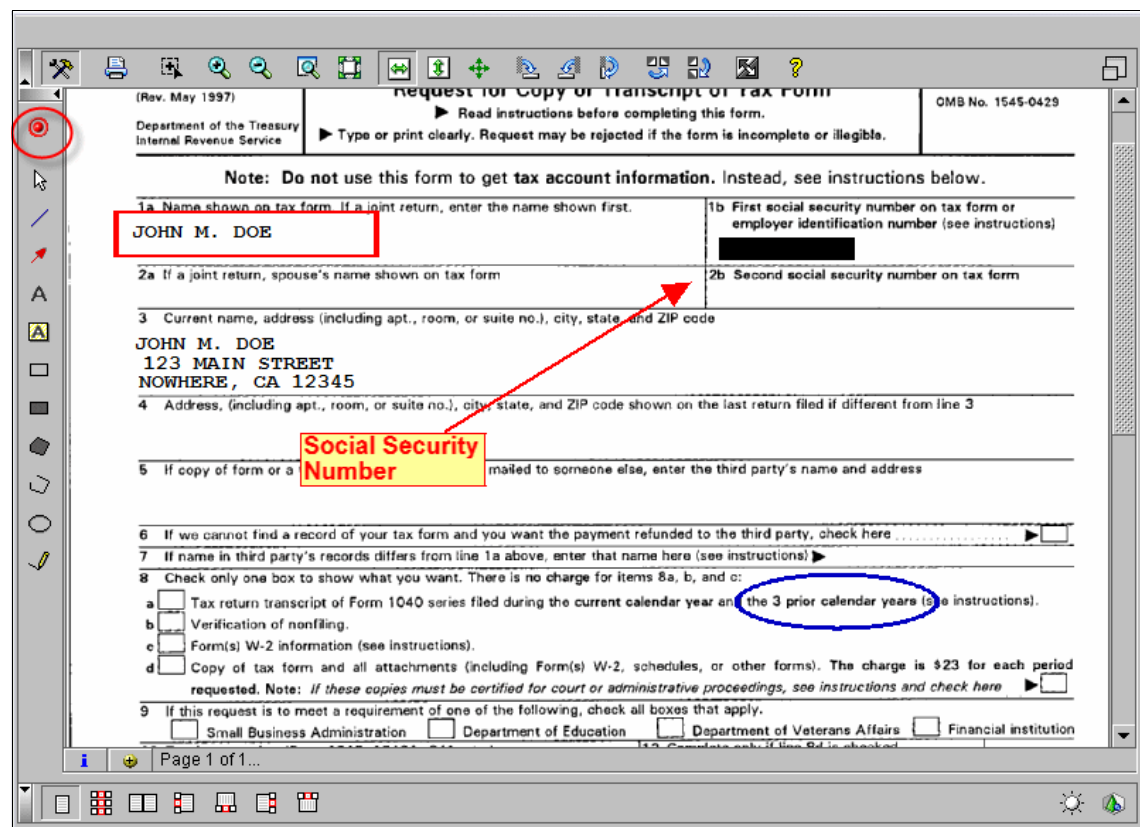 Request for Copy or Transcript of Tax Form
(Rev. May 1997)
OMB No. 1545-0429
▶ Read instructions before completing this form.
Department of the Treasury
Internal Revenue Service
▶ Type or print clearly. Request may be rejected if the form is incomplete or illegible.
Note: Do not use this form to get tax account information. Instead, see instructions below.
1a Name shown on tax form. If a joint return, enter the name shown first.
JOHN M. DOE
1b First social security number on tax form or
employer identification number (see instructions)
2a If a joint return, spouse's name shown on tax form
2b Second social security number on tax form
3 Current name, address (including apt., room, or suite no.), city, state, and ZIP code
JOHN M. DOE
123 MAIN STREET
NOWHERE, CA 12345
4 Address, (including apt., room, or suite no.), city, state, and ZIP code shown on the last return filed if different from line 3
Social Security
Number
5 If copy of form or a mailed to someone else, enter the third party's name and address
6 If we cannot find a record of your tax form and you want the payment refunded to the third party, check here ................ ▶
7 If name in third party's records differs from line 1a above, enter that name here (see instructions) ▶
8 Check only one box to show what you want. There is no charge for items 8a, b, and c:
a Tax return transcript of Form 1040 series filed during the current calendar year and the 3 prior calendar years (see instructions).
b Verification of nonfiling.
c Form(s) W-2 information (see instructions).
d Copy of tax form and all attachments (including Form(s) W-2, schedules, or other forms). The charge is $23 for each period
requested. Note: If these copies must be certified for court or administrative proceedings, see instructions and check here ▶
9 If this request is to meet a requirement of one of the following, check all boxes that apply.
Small Business Administration Department of Education Department of Veterans Affairs Financial institution
Page 1 of 1...